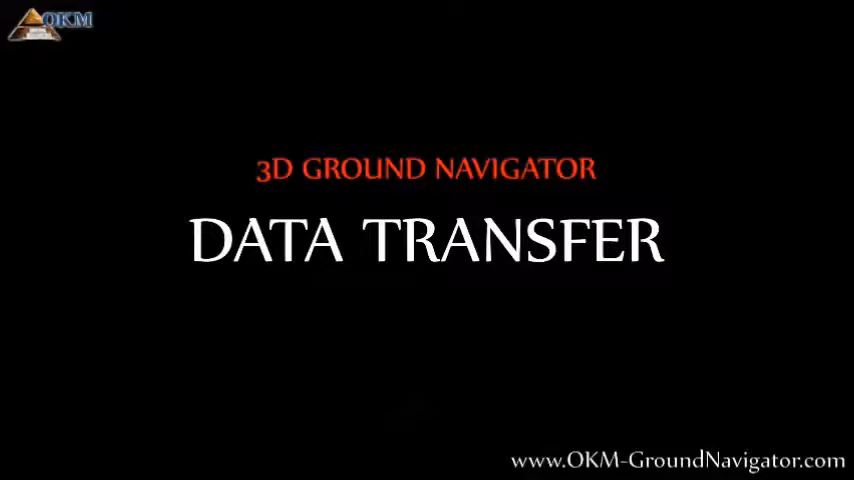 OKM
3D GROUND NAVIGATOR
DATA TRANSFER
www.OKM-GroundNavigator.com